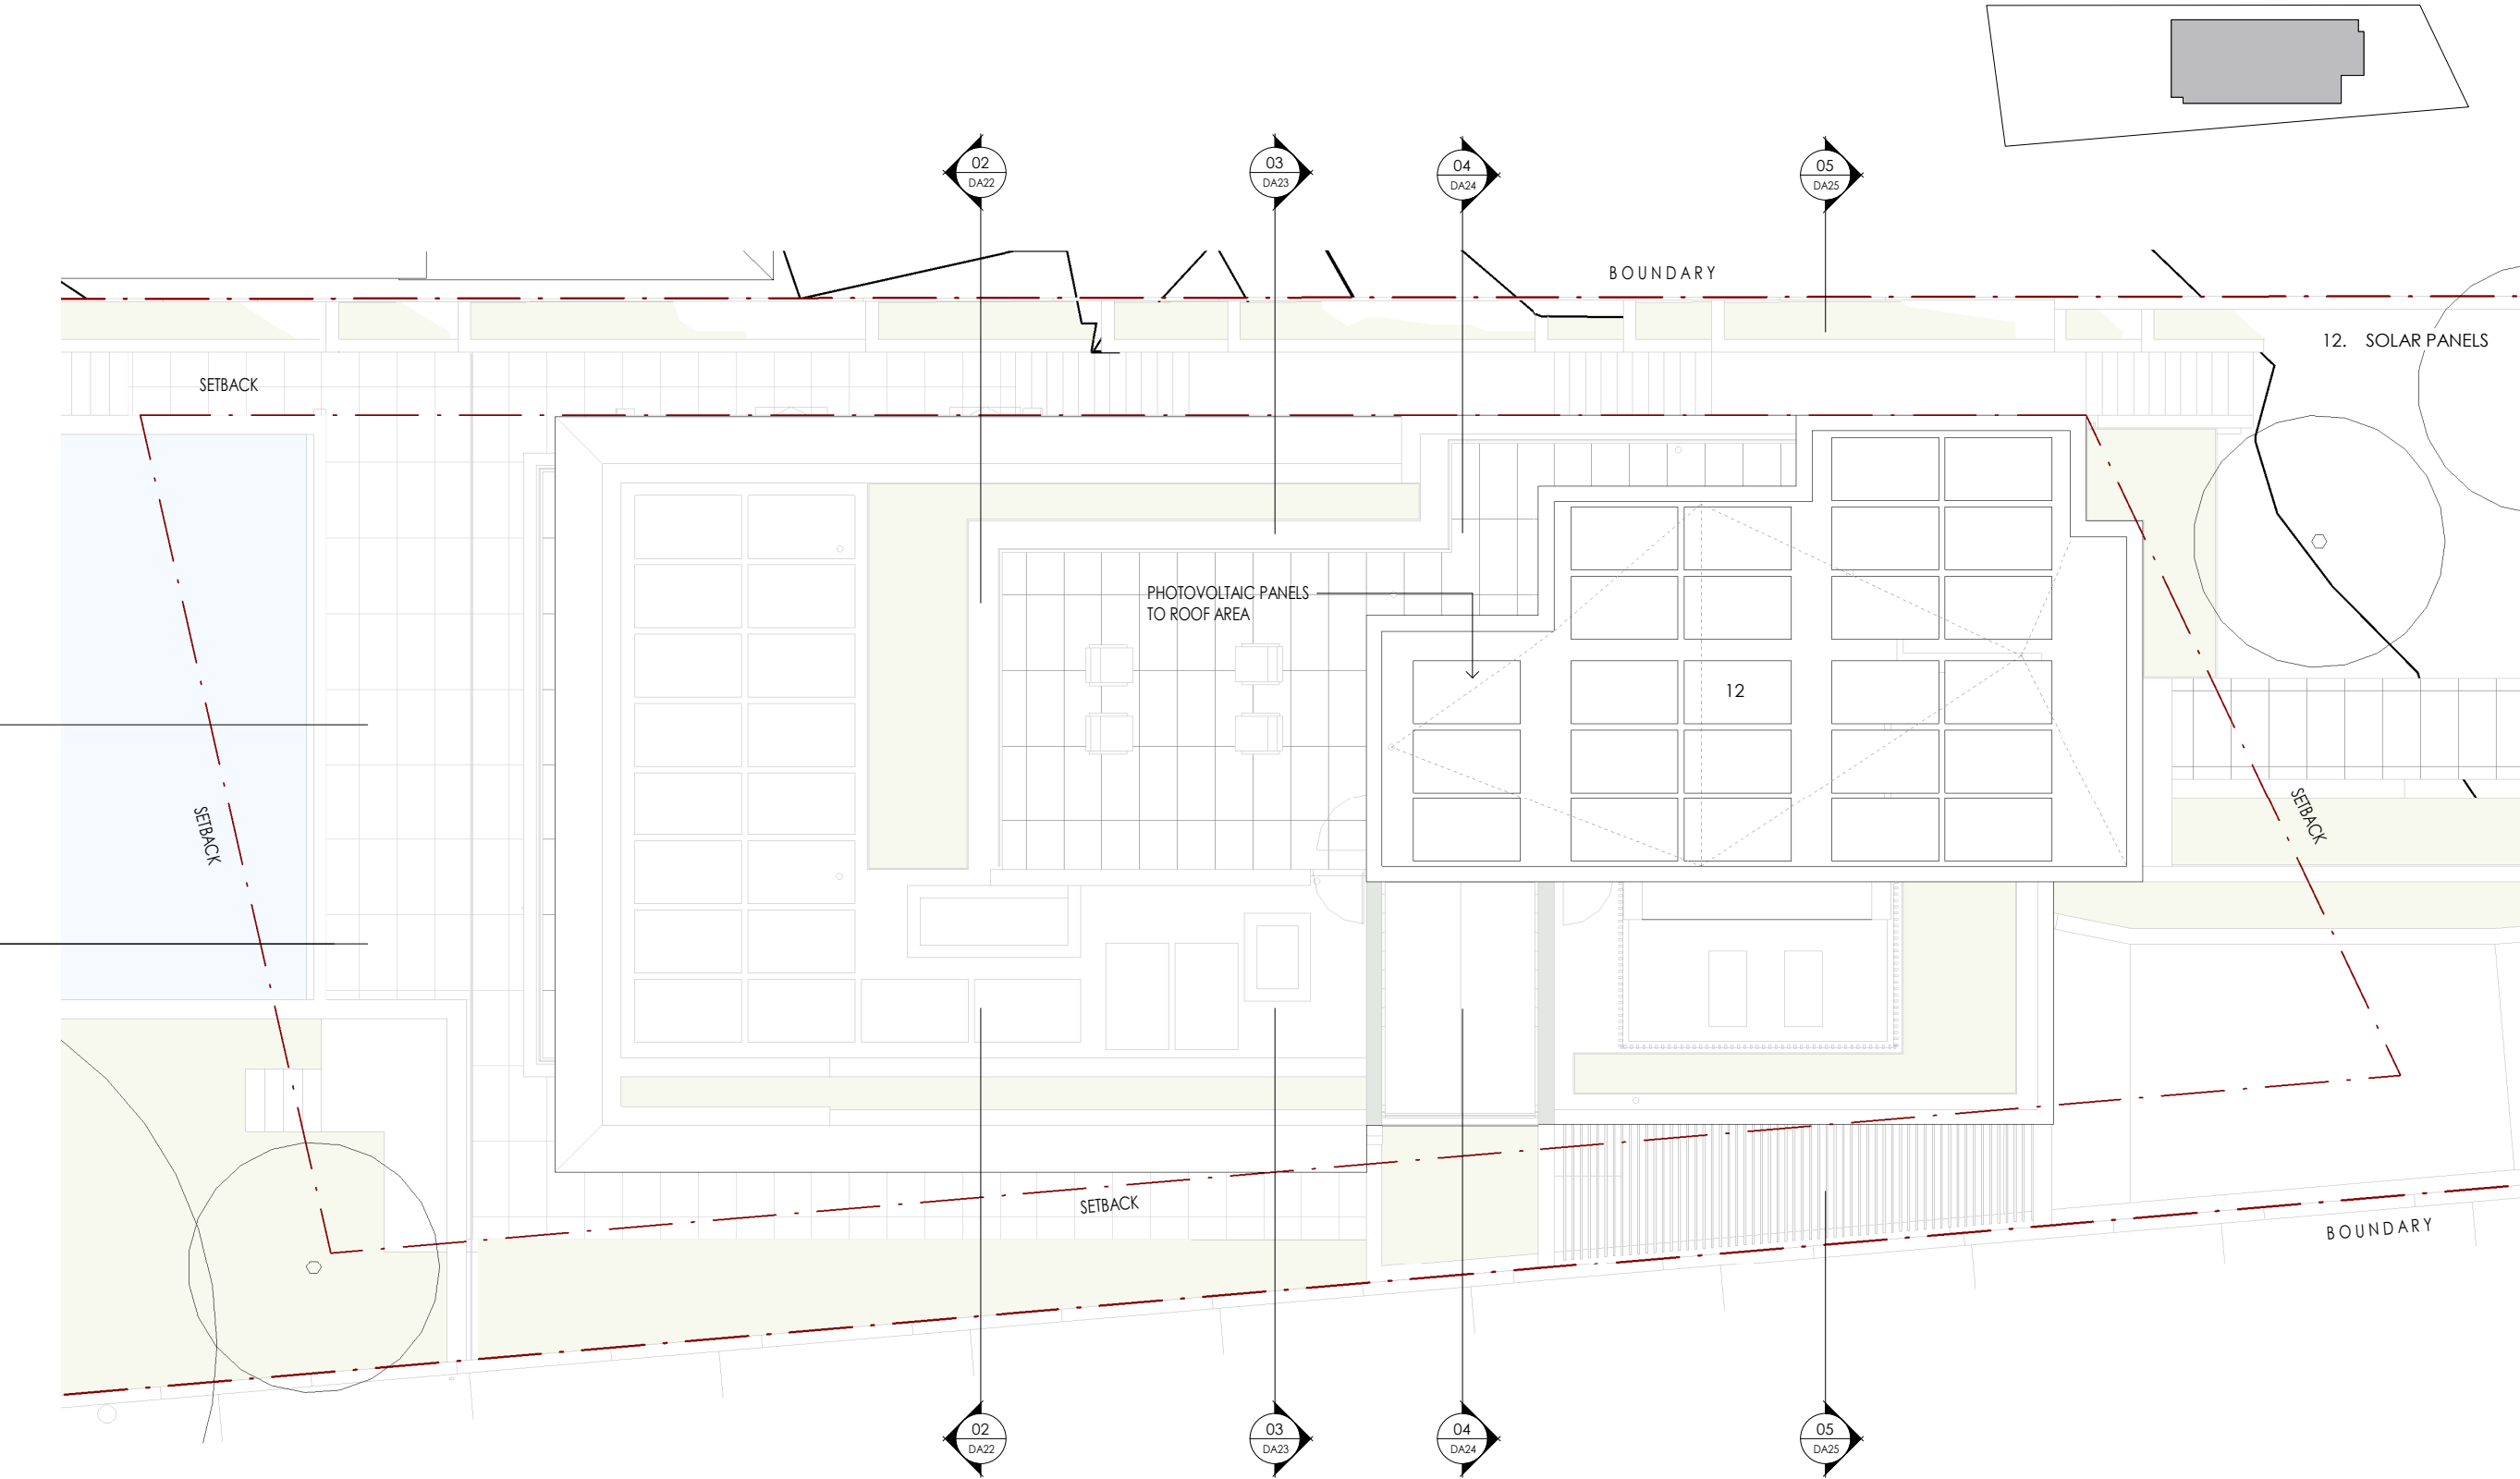 02
DA22
03
DA23
04
DA24
05
DA25
BOUNDARY
12. SOLAR PANELS
SETBACK
PHOTOVOLTAIC PANELS
TO ROOF AREA
12
SETBACK
SETBACK
SETBACK
BOUNDARY
02
DA22
03
DA23
04
DA24
05
DA25